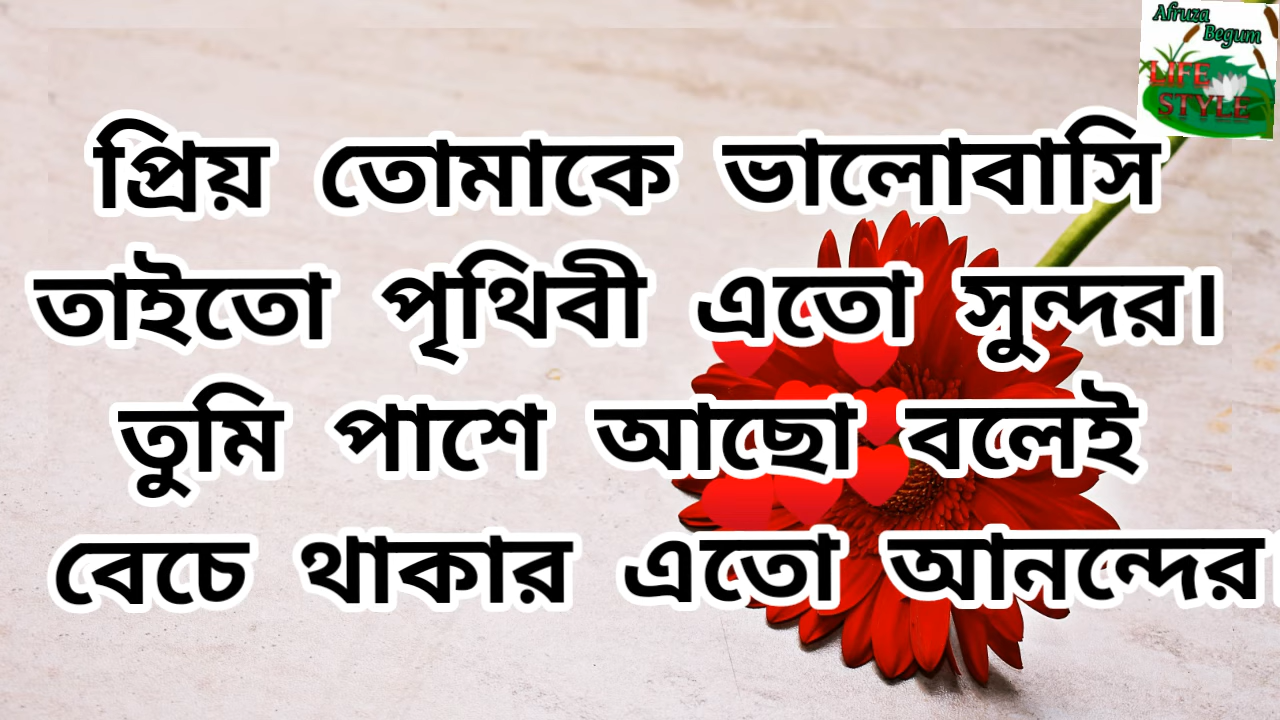 Afruza
Begum
LIFE
STYLE
প্রিয় তোমাকে ভালোবাসি
তাইতো পৃথিবী এতো সুন্দর।
তুমি পাশে আছো বলেই
বেচে থাকার এতো আনন্দের